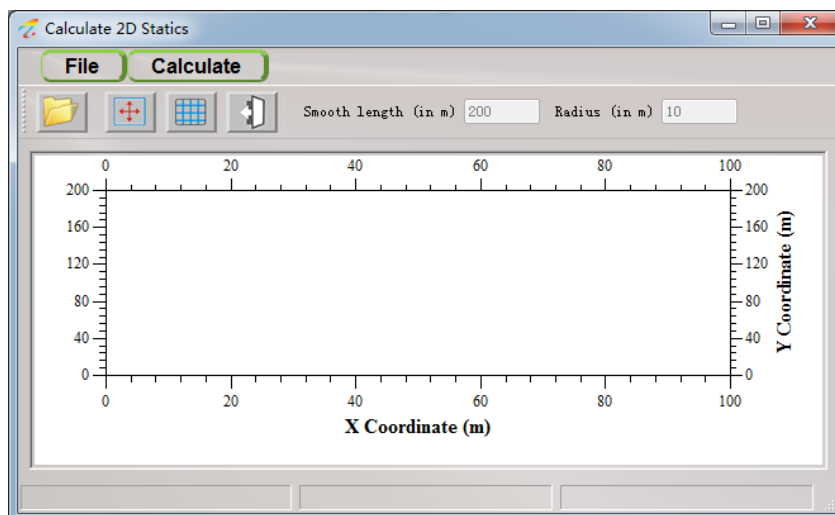 Calculate 2D Statics
File Calculate
Smooth length (in m) 200 Radius (in m) 10
0 20 40 60 80 100
200 200
160 160
120 120
80 80
40 40
0 0
Y Coordinate (m)
0 20 40 60 80 100
X Coordinate (m)